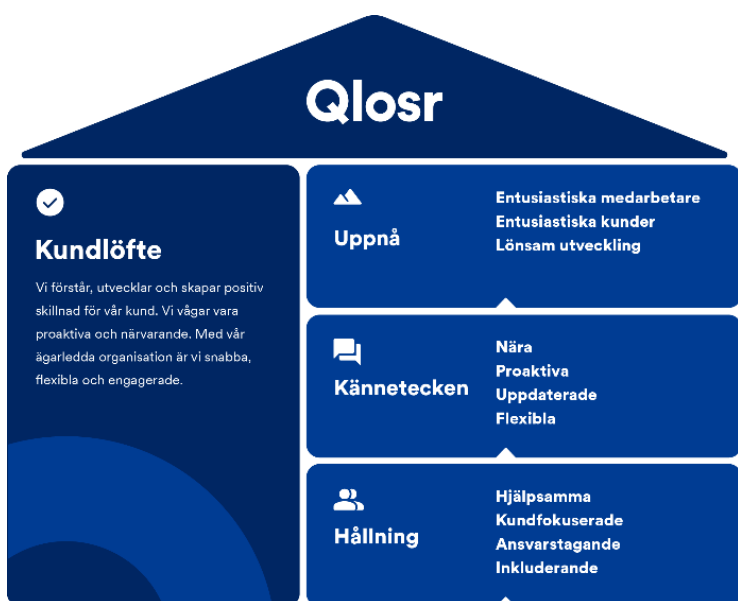 Qlosr
Kundlöfte
Vi förstår, utvecklar och skapar positiv
skillnad för vår kund. Vi vågar vara
proaktiva och närvarande. Med vår
ägarledda organisation är vi snabba,
flexibla och engagerade.
Uppnå
Entusiastiska medarbetare
Entusiastiska kunder
Lönsam utveckling
Kännetecken
Nära
Proaktiva
Uppdaterade
Flexibla
Hållning
Hjälpsamma
Kundfokuserade
Ansvarstagande
Inkluderande